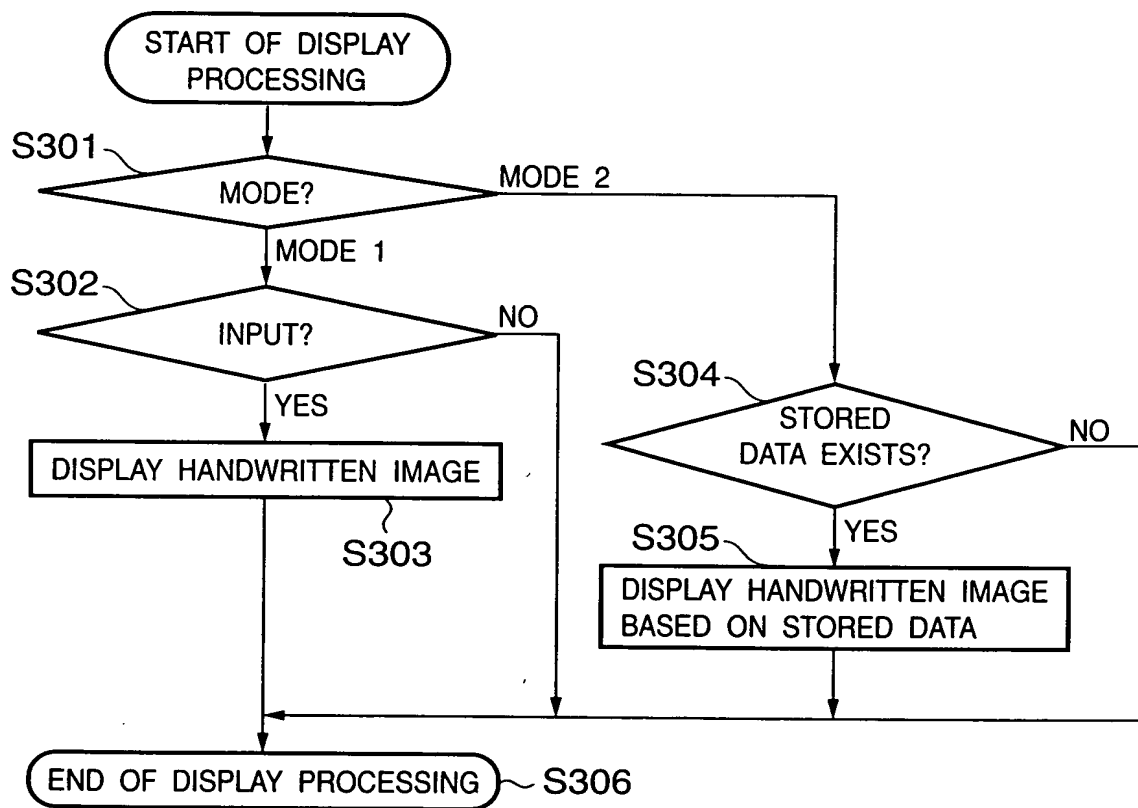 START OF DISPLAY
PROCESSING
S301
MODE?
MODE 2
MODE 1
S302
INPUT?
NO
YES
DISPLAY HANDWRITTEN IMAGE
S303
S304
STORED
DATA EXISTS?
NO
YES
S305
DISPLAY HANDWRITTEN IMAGE
BASED ON STORED DATA
END OF DISPLAY PROCESSING
S306